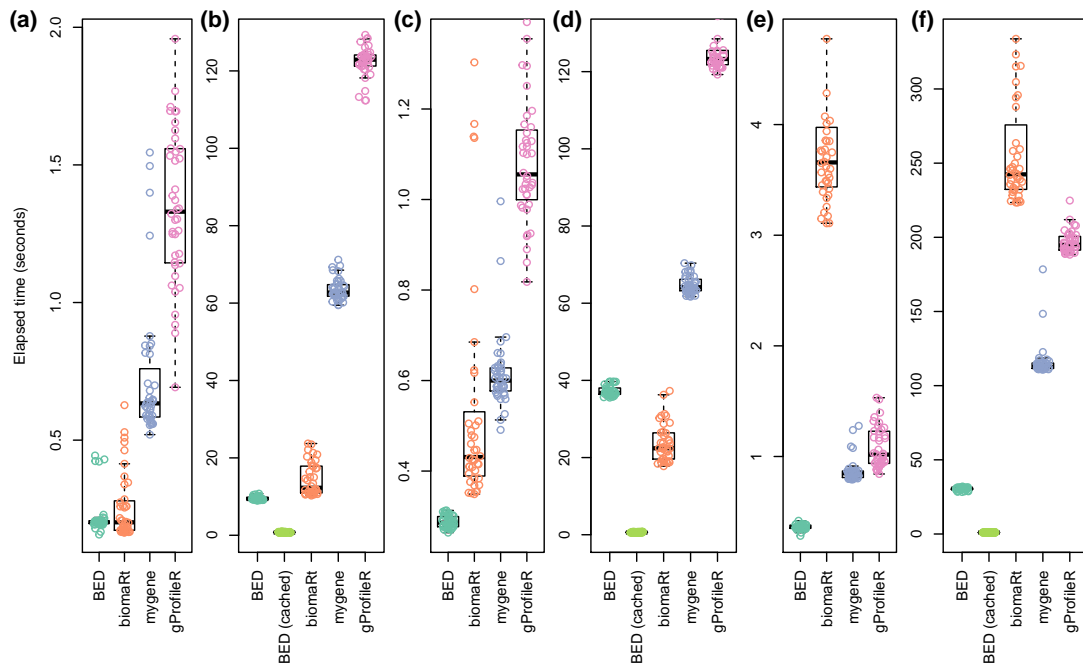 (a) (b) (c) (d) (e) (f)
Elapsed time (seconds)
0.5 1.0 1.5 2.0
BED biomaRt mygene gProfileR
0 20 40 60 80 100 120
BED BED (cached) biomaRt mygene gProfileR
0.4 0.6 0.8 1.0 1.2
BED biomaRt mygene gProfileR
0 20 40 60 80 100 120
BED BED (cached) biomaRt mygene gProfileR
1 2 3 4
BED biomaRt mygene gProfileR
0 50 100 150 200 250 300
BED BED (cached) biomaRt mygene gProfileR